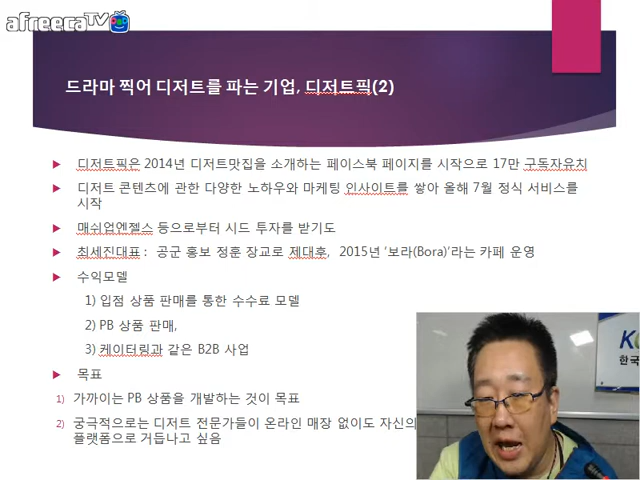 afreecaTV
드라마 찍어 디저트를 파는 기업, 디저트픽(2)
디저트픽은 2014년 디저트맛집을 소개하는 페이스북 페이지를 시작으로 17만 구독자유치
디저트 콘텐츠에 관한 다양한 노하우와 마케팅 인사이트를 쌓아 올해 7월 정식 서비스를
시작
매쉬업엔젤스 등으로부터 시드 투자를 받기도
최세진대표 : 공군 홍보 정훈 장교로 제대후, 2015년 '보라(Bora)'라는 카페 운영
수익모델
1) 입점 상품 판매를 통한 수수료 모델
2) PB 상품 판매,
3) 케이터링과 같은 B2B 사업
목표
1) 가까이는 PB 상품을 개발하는 것이 목표
2) 궁극적으로는 디저트 전문가들이 온라인 매장 없이도 자신의
플랫폼으로 거듭나고 싶음
한국